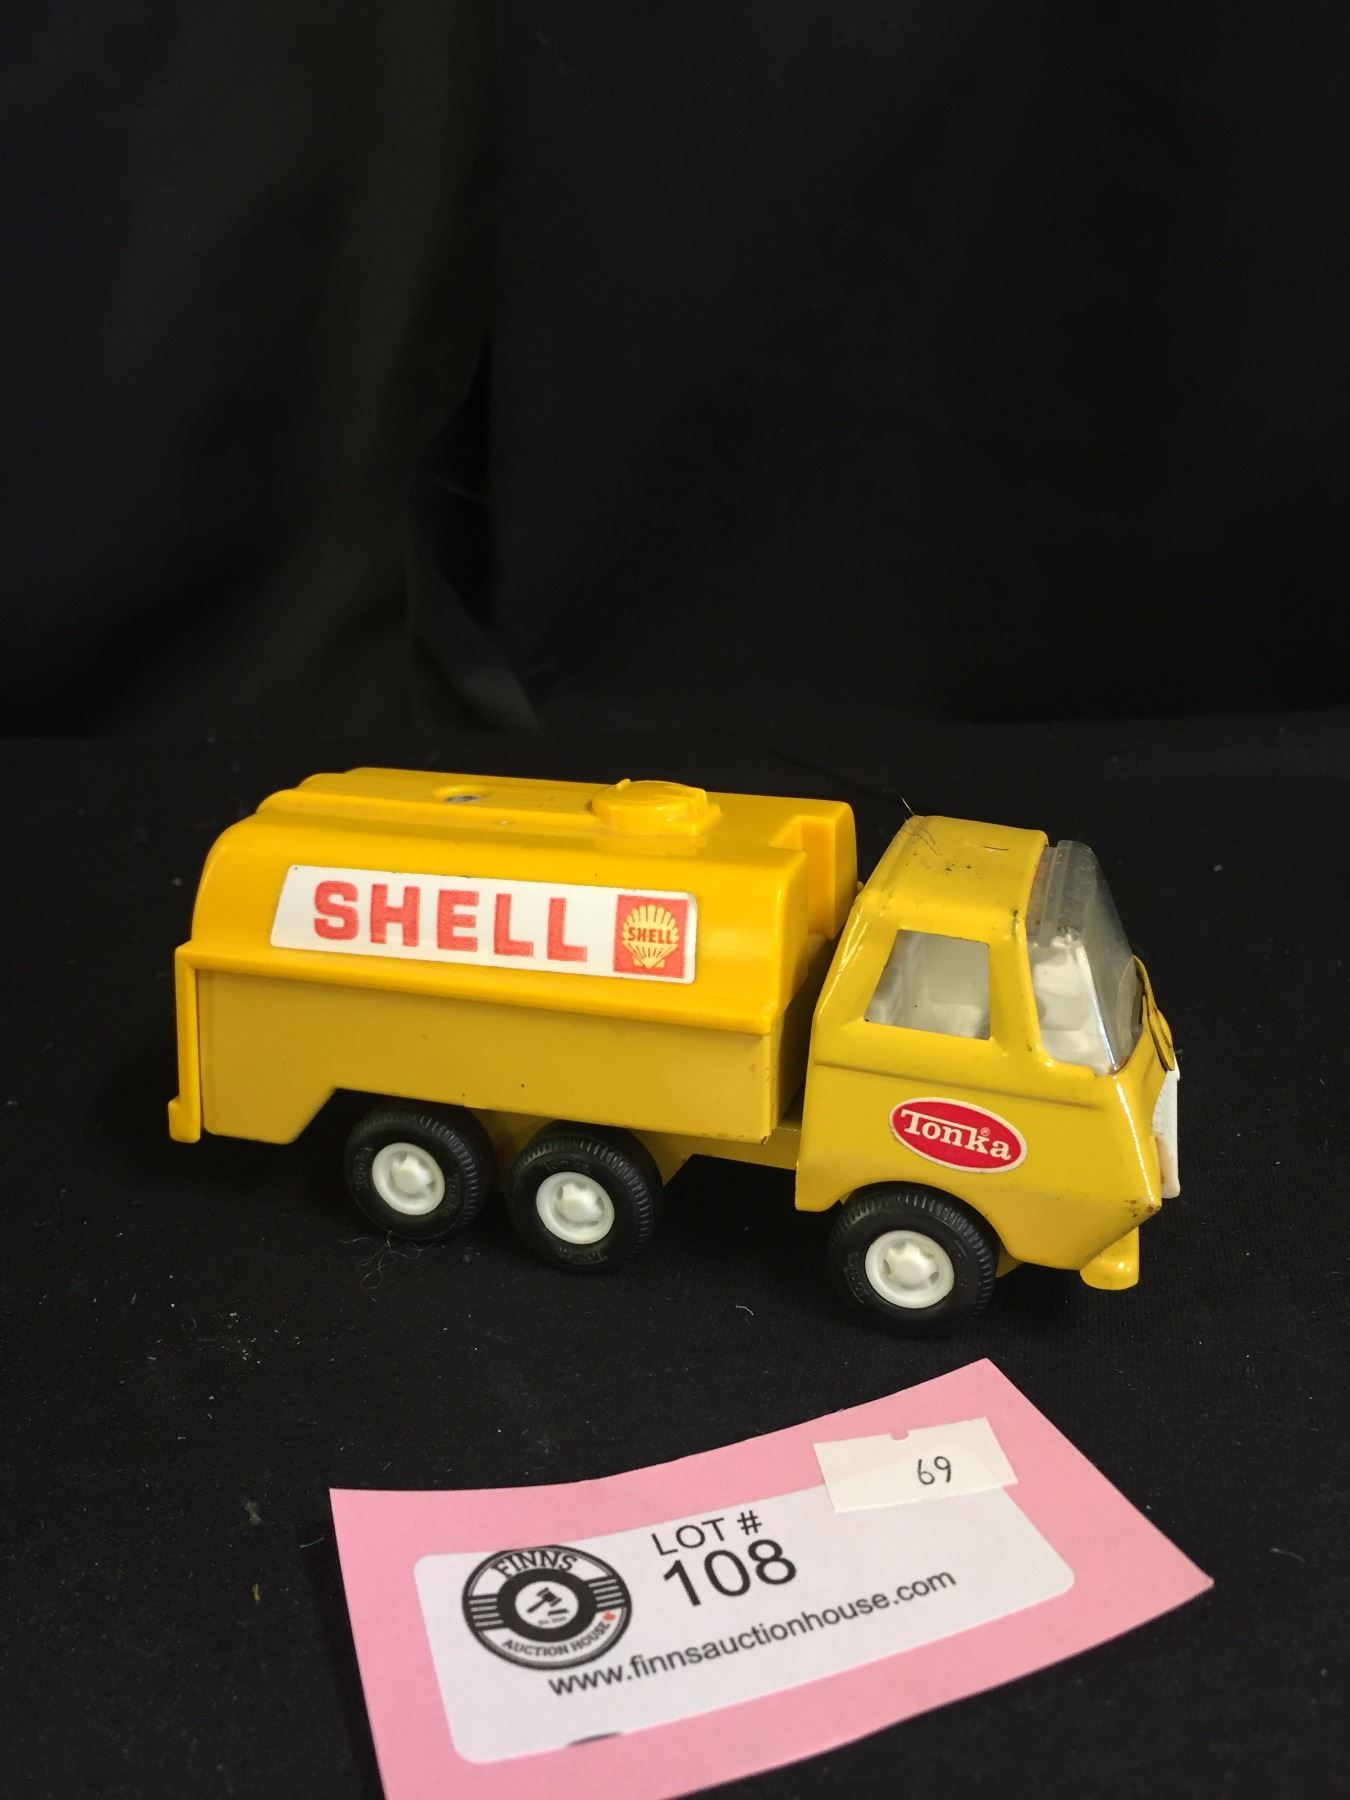 SHELL
SHELL
Tonka®
69
LOT #
108
FINNS
AUCTION HOUSE
www.finnsauctionhouse.com